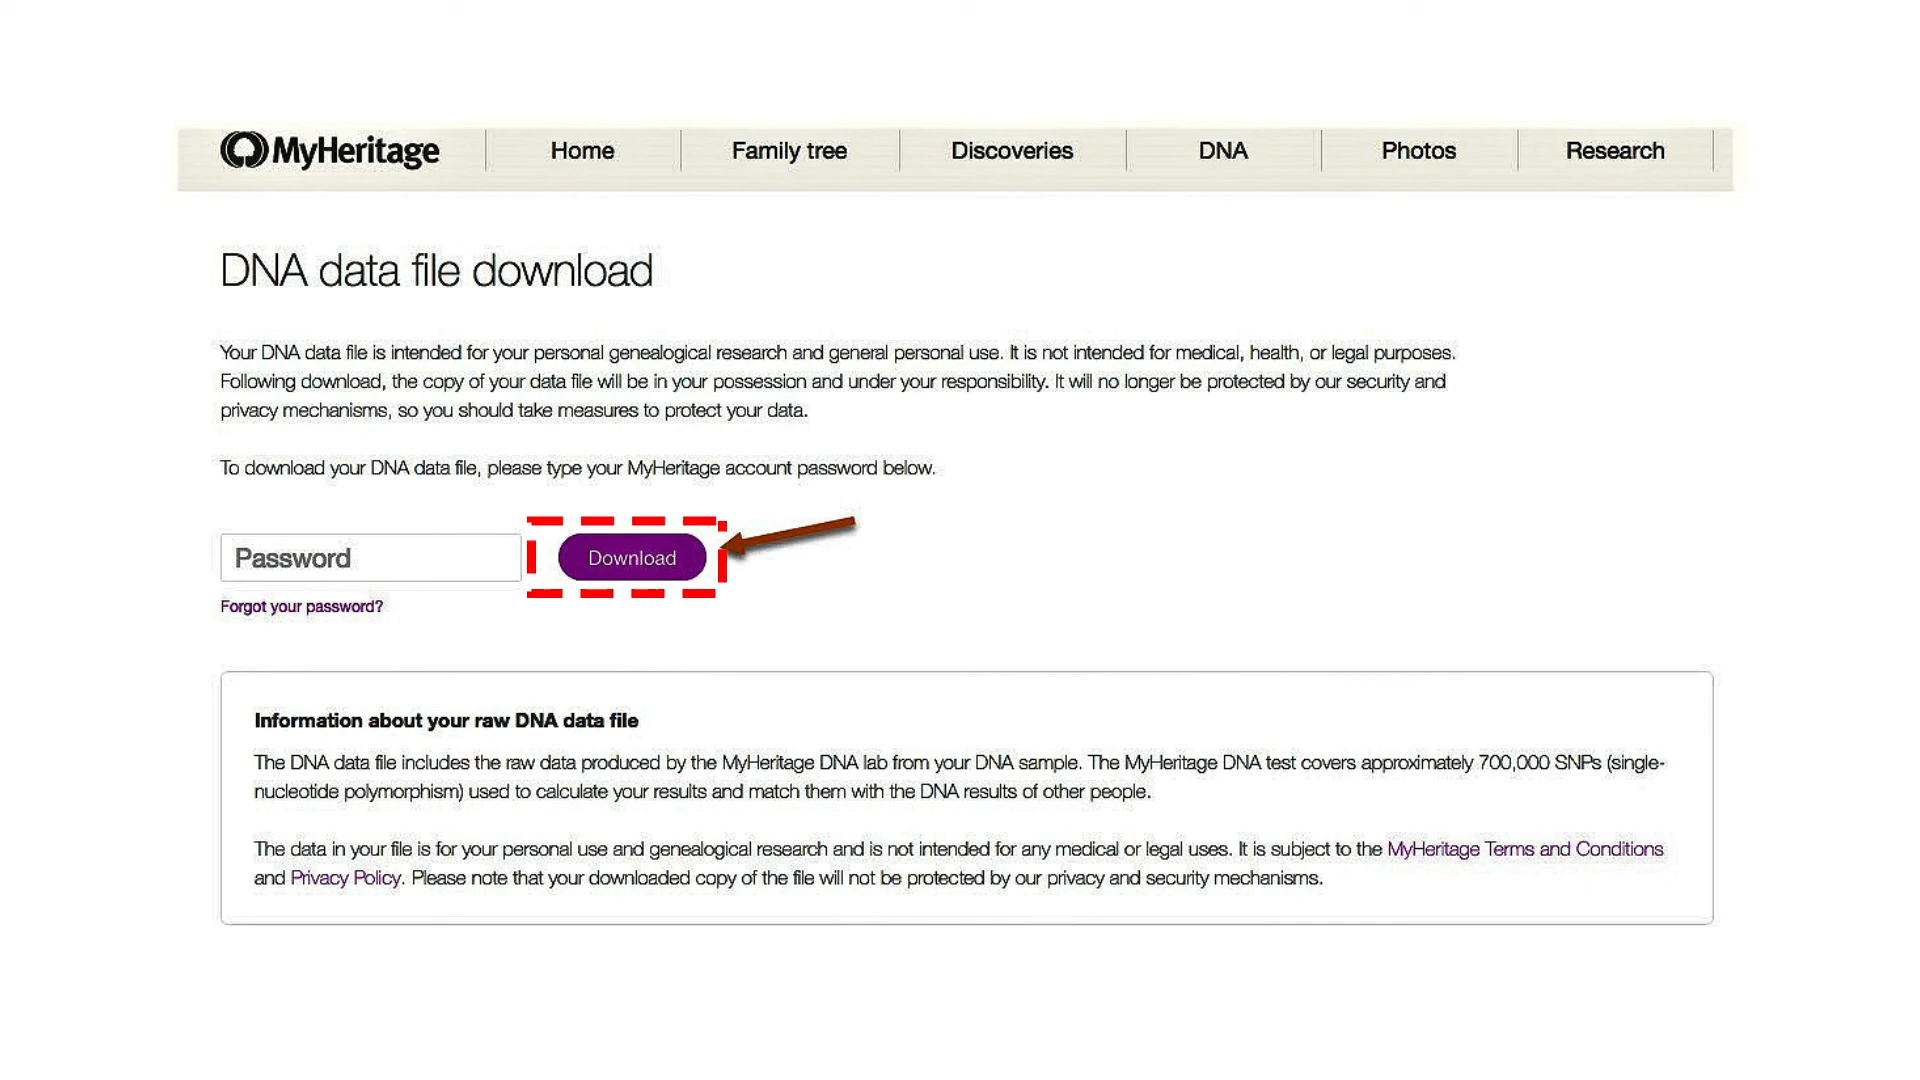 MyHeritage Home Family tree Discoveries DNA Photos Research
DNA data file download
Your DNA data file is intended for your personal genealogical research and general personal use. It is not intended for medical, health, or legal purposes.
Following download, the copy of your data file will be in your possession and under your responsibility. It will no longer be protected by our security and
privacy mechanisms, so you should take measures to protect your data.
To download your DNA data file, please type your MyHeritage account password below.
Password Download
Forgot your password?
Information about your raw DNA data file
The DNA data file includes the raw data produced by the MyHeritage DNA lab from your DNA sample. The MyHeritage DNA test covers approximately 700,000 SNPs (single-
nucleotide polymorphism) used to calculate your results and match them with the DNA results of other people.
The data in your file is for your personal use and genealogical research and is not intended for any medical or legal uses. It is subject to the MyHeritage Terms and Conditions
and Privacy Policy. Please note that your downloaded copy of the file will not be protected by our privacy and security mechanisms.